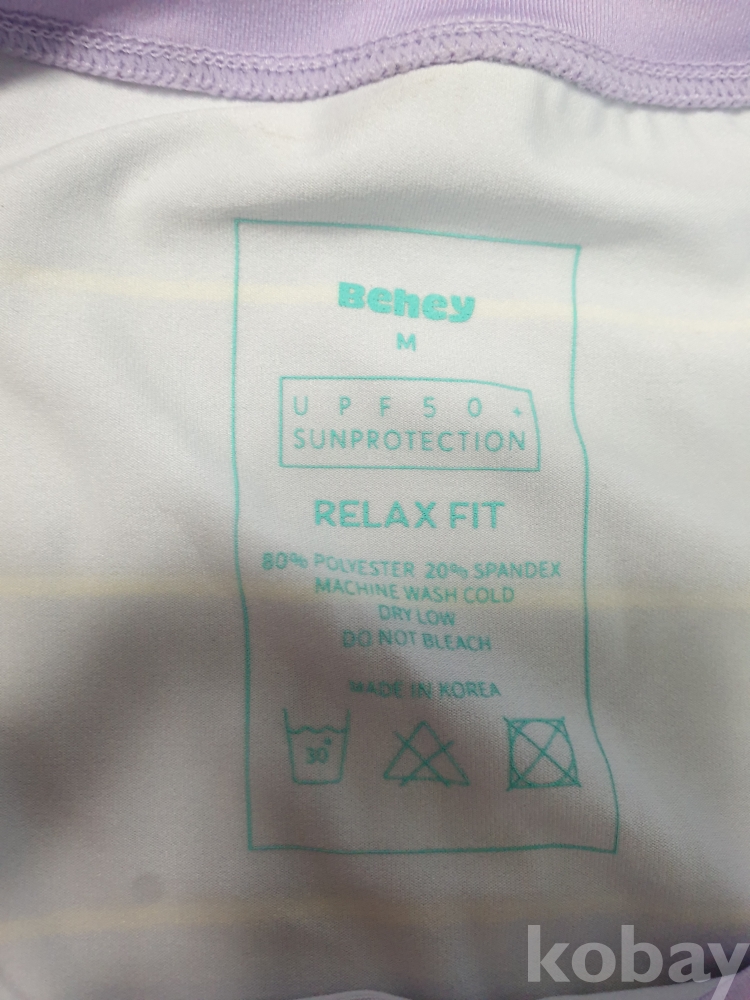 Behey
M
UPF50+
SUNPROTECTION
RELAX FIT
80% POLYESTER 20% SPANDEX
MACHINE WASH COLD
DRY LOW
DO NOT BLEACH
MADE IN KOREA
30°
kobay